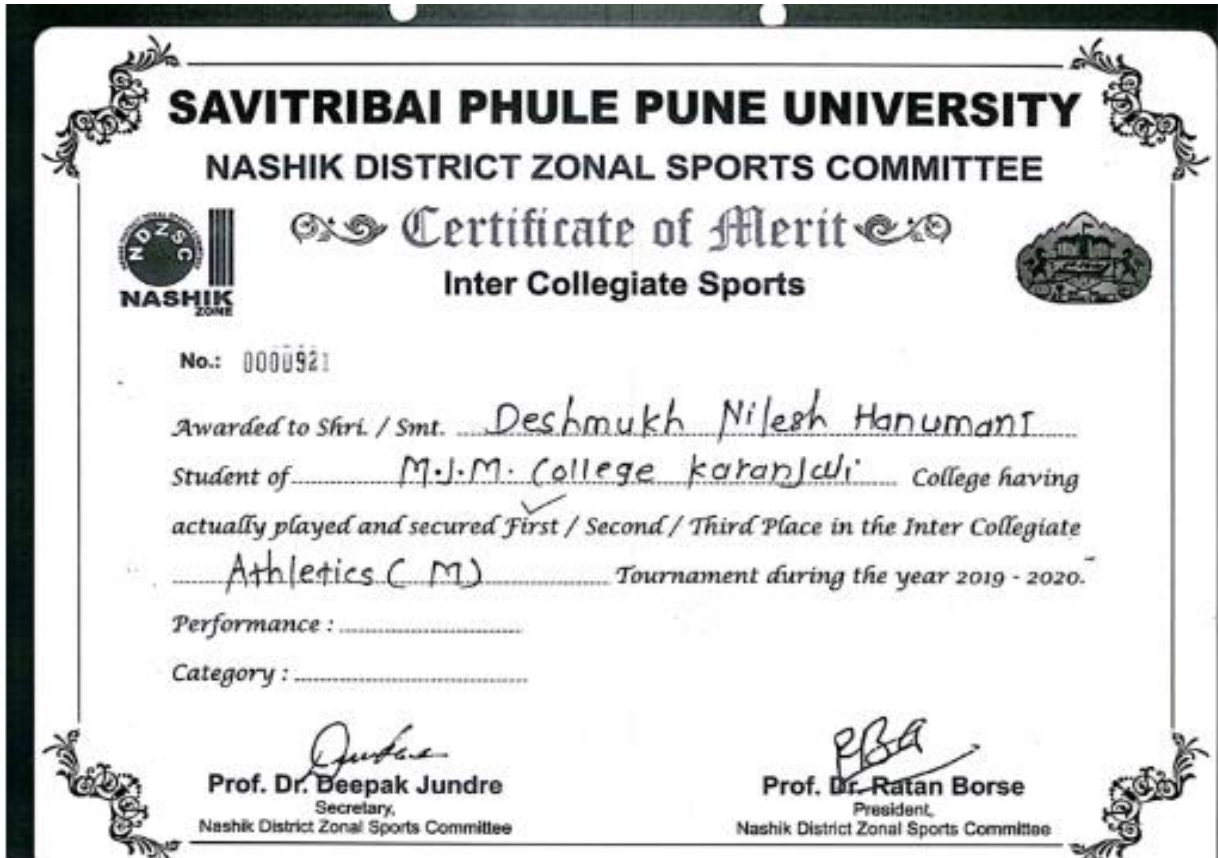 SAVITRIBAI PHULE PUNE UNIVERSITY
NASHIK DISTRICT ZONAL SPORTS COMMITTEE
Certificate of Merit
Inter Collegiate Sports
NDZSC
NASHIK
ZONE
No.: 0000921
Awarded to Shri. / Smt. Deshmukh Nilesh Hanumant
Student of M.J.M. College Karanjali College having
actually played and secured First / Second / Third Place in the Inter Collegiate
Athletics ( M ) Tournament during the year 2019 - 2020.
Performance :
Category :
Prof. Dr. Deepak Jundre
Secretary,
Nashik District Zonal Sports Committee
Prof. Dr. Ratan Borse
President,
Nashik District Zonal Sports Committee